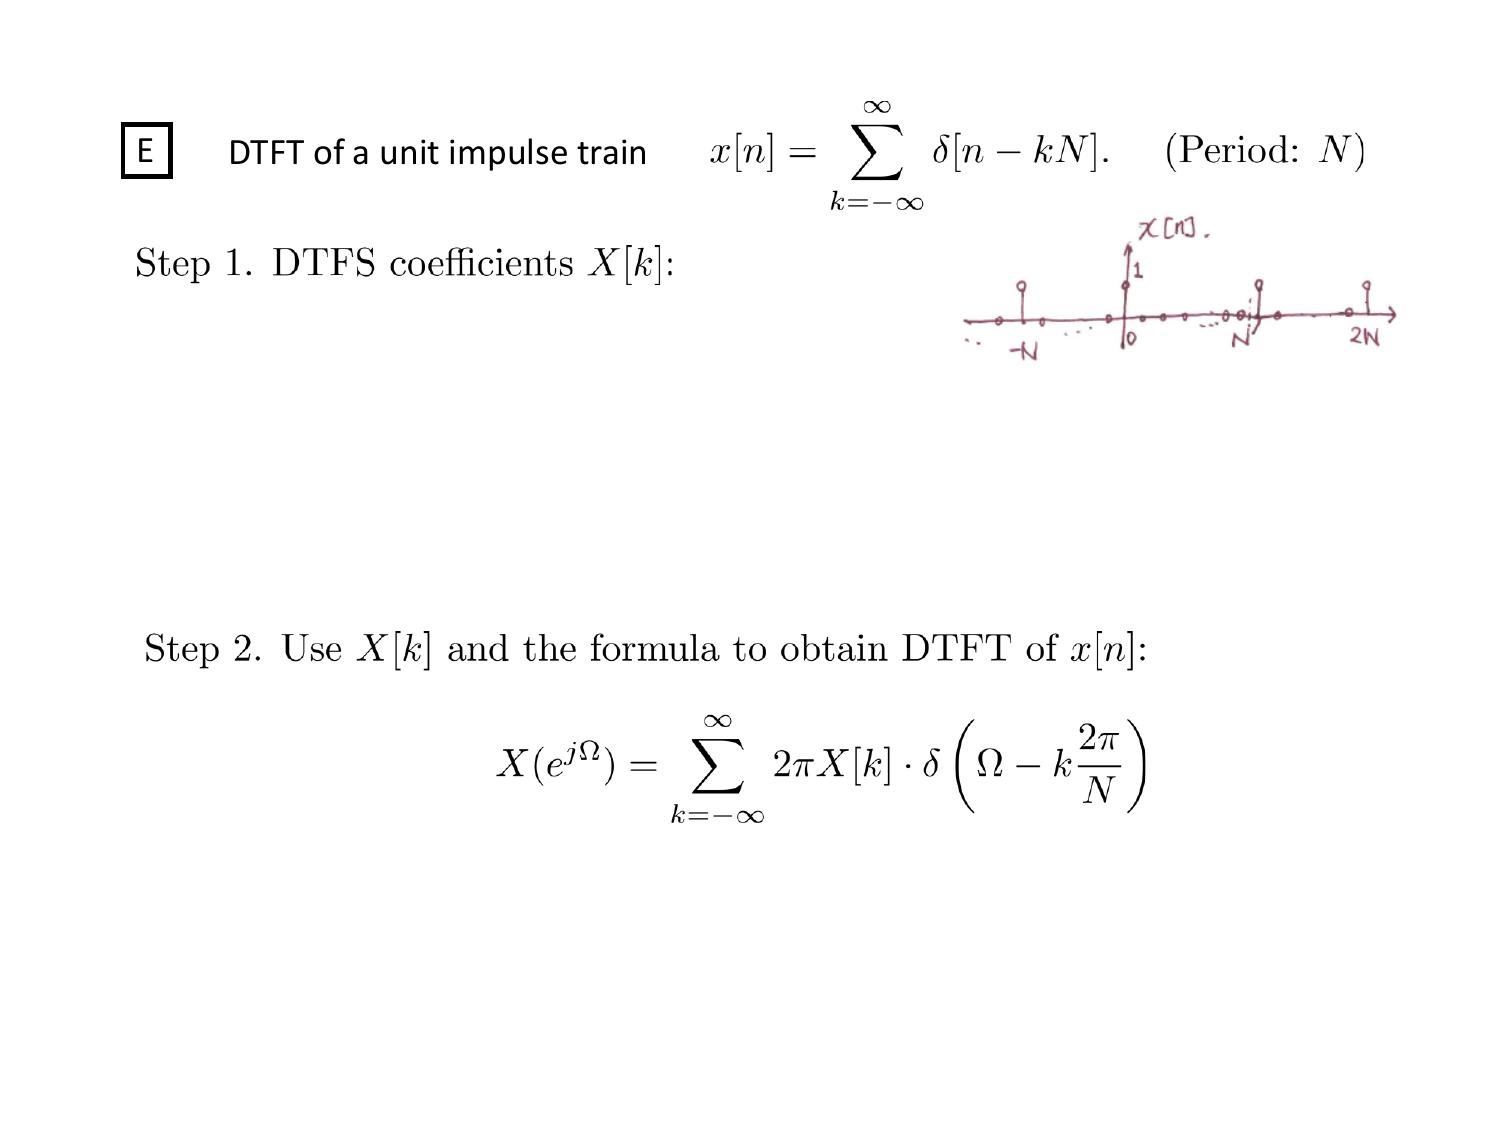 E DTFT of a unit impulse train x[n] = \sum_{k=-\infty}^{\infty} \delta[n - kN]. (Period: N)
Step 1. DTFS coefficients X[k]:
x[n].
1
-N 0 N 2N
Step 2. Use X[k] and the formula to obtain DTFT of x[n]:
X(e^{j\Omega}) = \sum_{k=-\infty}^{\infty} 2\pi X[k] \cdot \delta\left(\Omega - k\frac{2\pi}{N}\right)